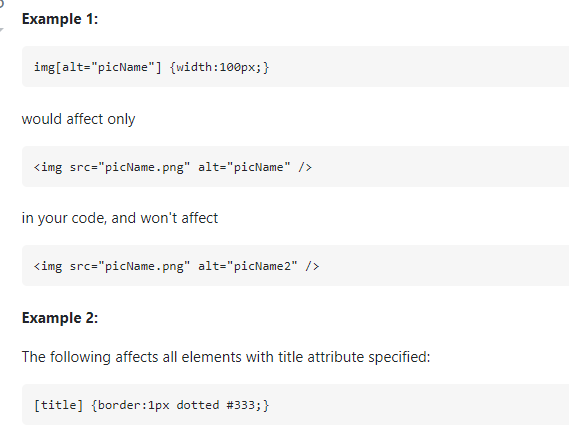 Example 1:
img[alt="picName"] {width:100px;}
would affect only
<img src="picName.png" alt="picName" />
in your code, and won't affect
<img src="picName.png" alt="picName2" />
Example 2:
The following affects all elements with title attribute specified:
[title] {border:1px dotted #333;}